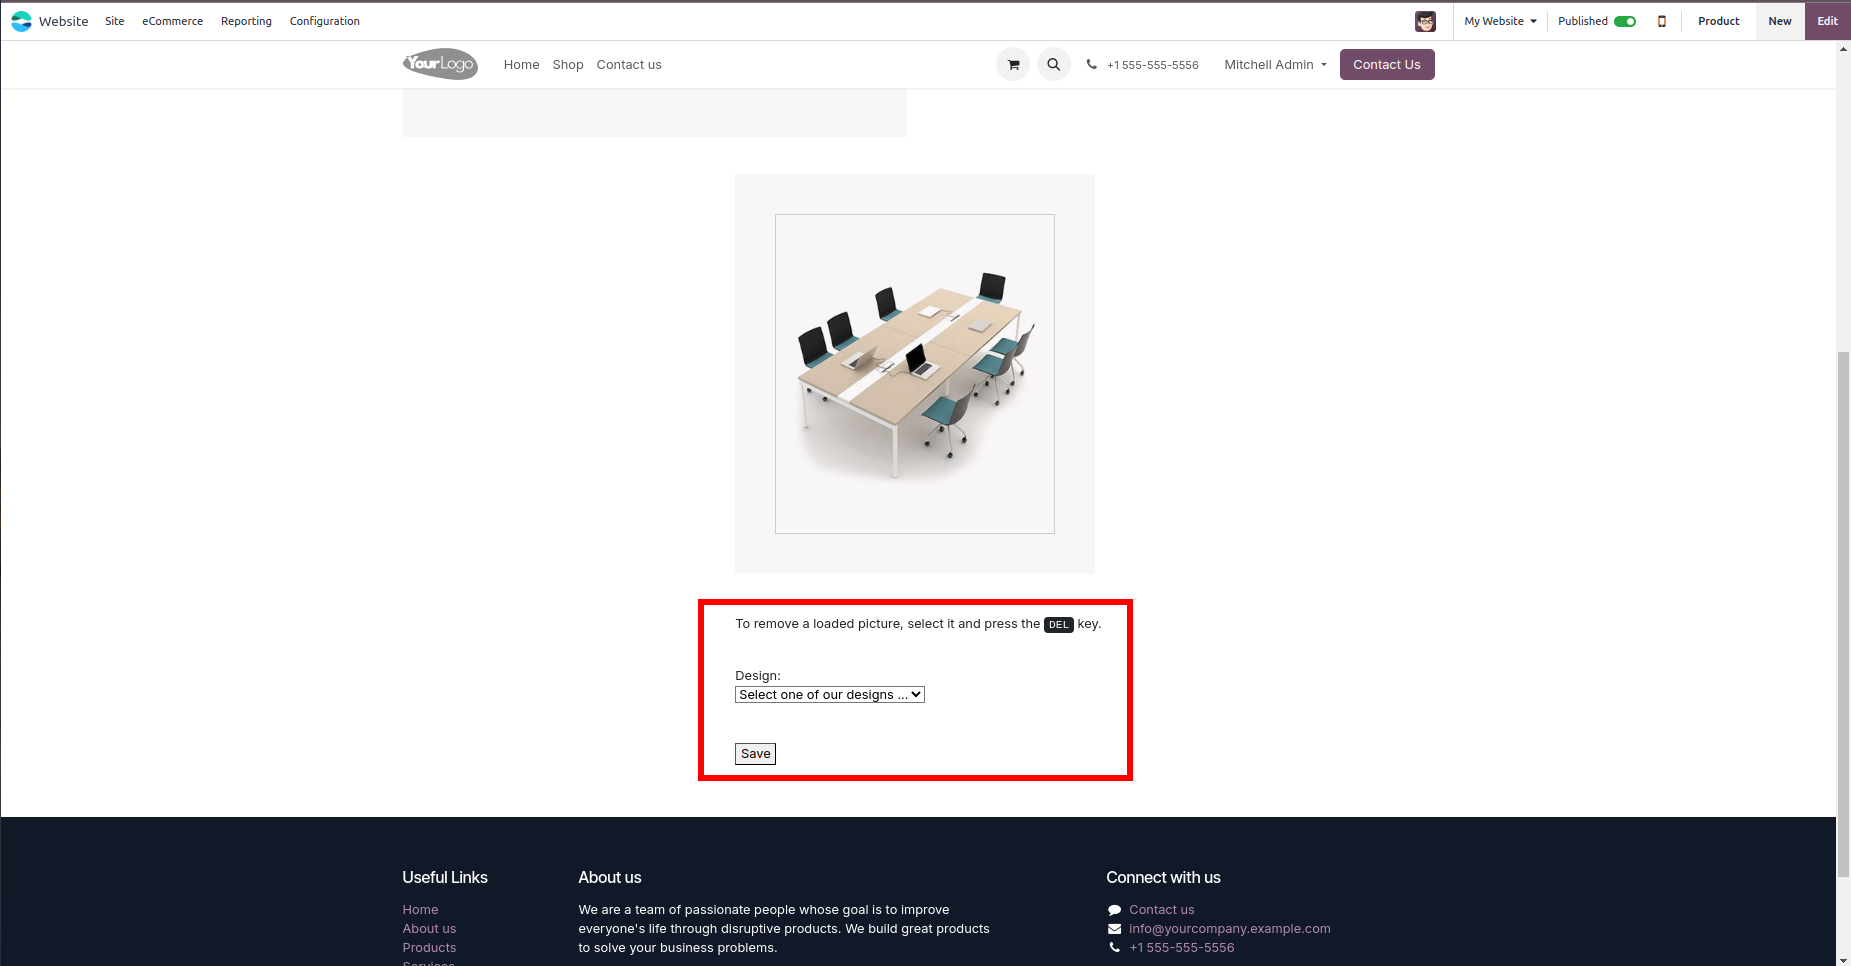 Website Site eCommerce Reporting Configuration My Website Published Product New Edit
YourLogo Home Shop Contact us +1 555-555-5556 Mitchell Admin Contact Us
To remove a loaded picture, select it and press the DEL key.
Design:
Select one of our designs ...
Save
Useful Links
Home
About us
Products
Services
About us
We are a team of passionate people whose goal is to improve
everyone's life through disruptive products. We build great products
to solve your business problems.
Connect with us
Contact us
info@yourcompany.example.com
+1 555-555-5556